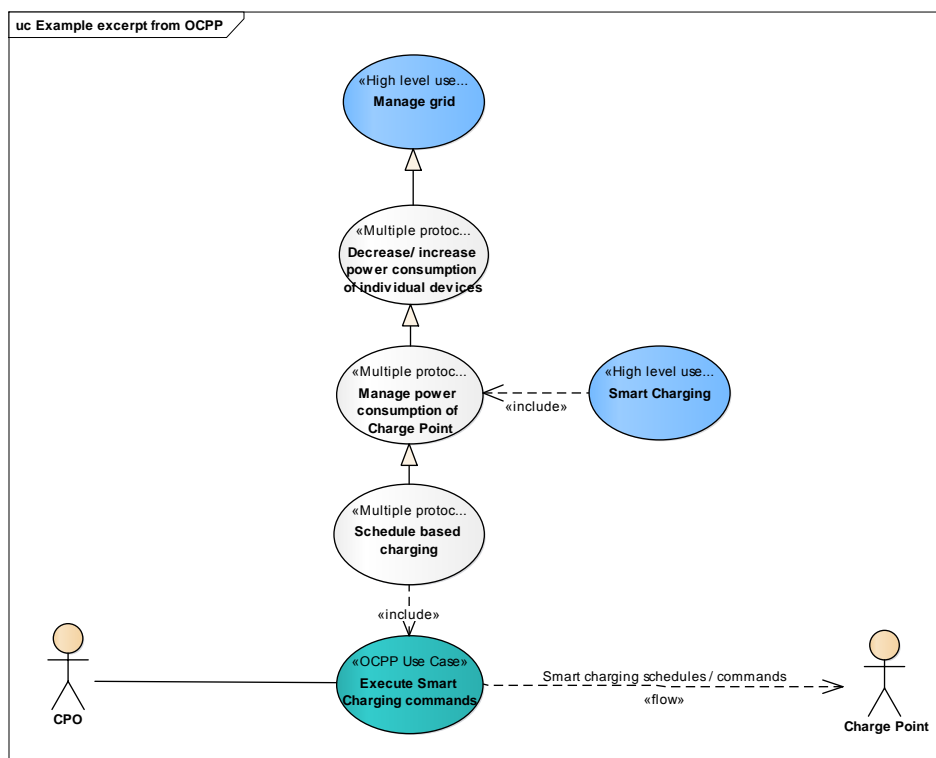 uc Example excerpt from OCPP
«High level use...
Manage grid
«Multiple protoc...
Decrease/ increase
power consumption
of individual devices
«Multiple protoc...
Manage power
consumption of
Charge Point
«High level use...
Smart Charging
«include»
«Multiple protoc...
Schedule based
charging
«include»
«OCPP Use Case»
Execute Smart
Charging commands
CPO
Smart charging schedules / commands
«flow»
Charge Point